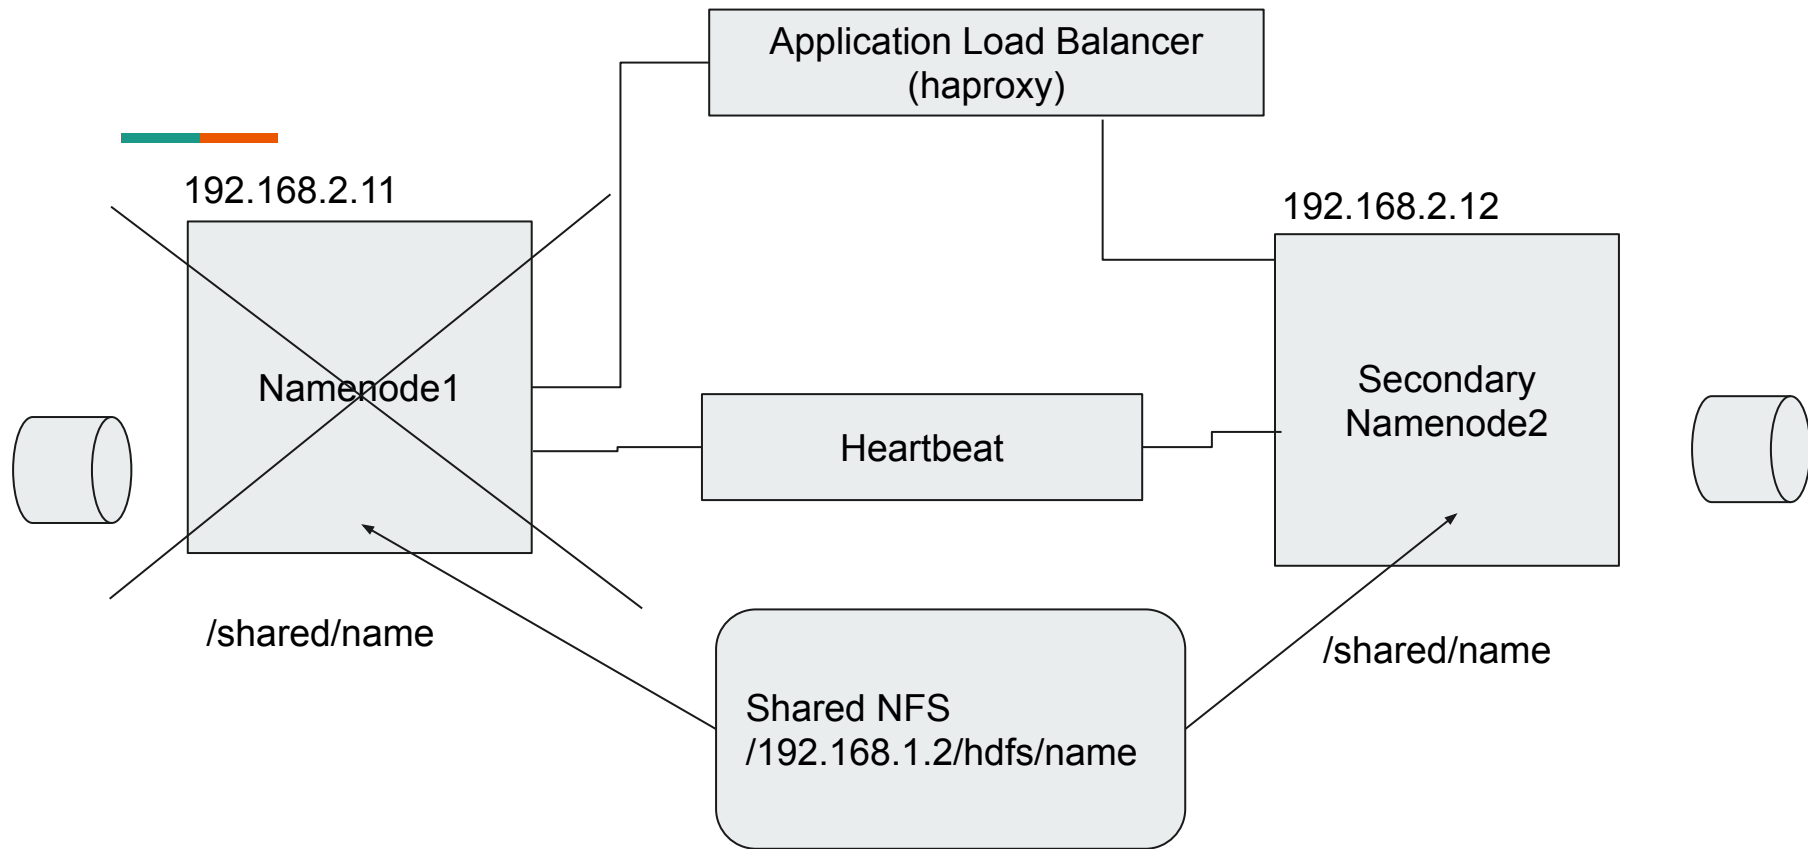 Application Load Balancer
(haproxy)
192.168.2.11
192.168.2.12
Namenode1
Secondary
Namenode2
Heartbeat
/shared/name
/shared/name
Shared NFS
/192.168.1.2/hdfs/name